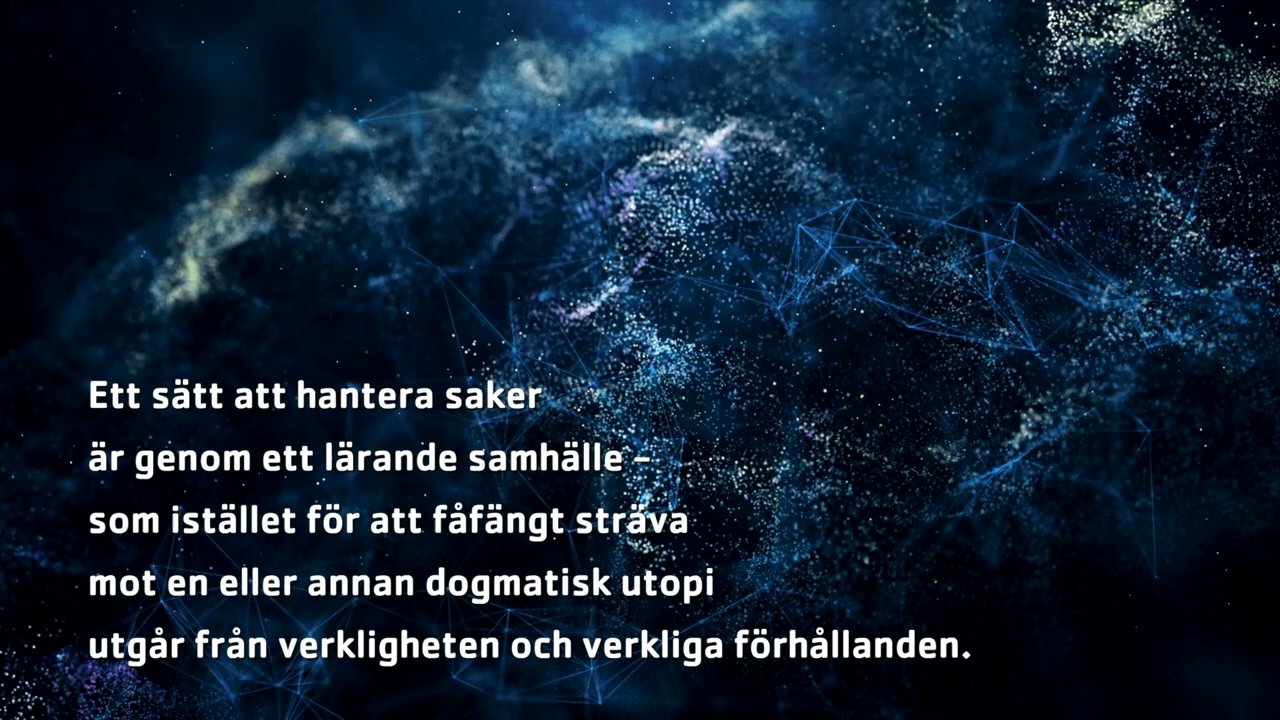 Ett sätt att hantera saker
är genom ett lärande samhälle –
som istället för att fåfängt sträva
mot en eller annan dogmatisk utopi
utgår från verkligheten och verkliga förhållanden.